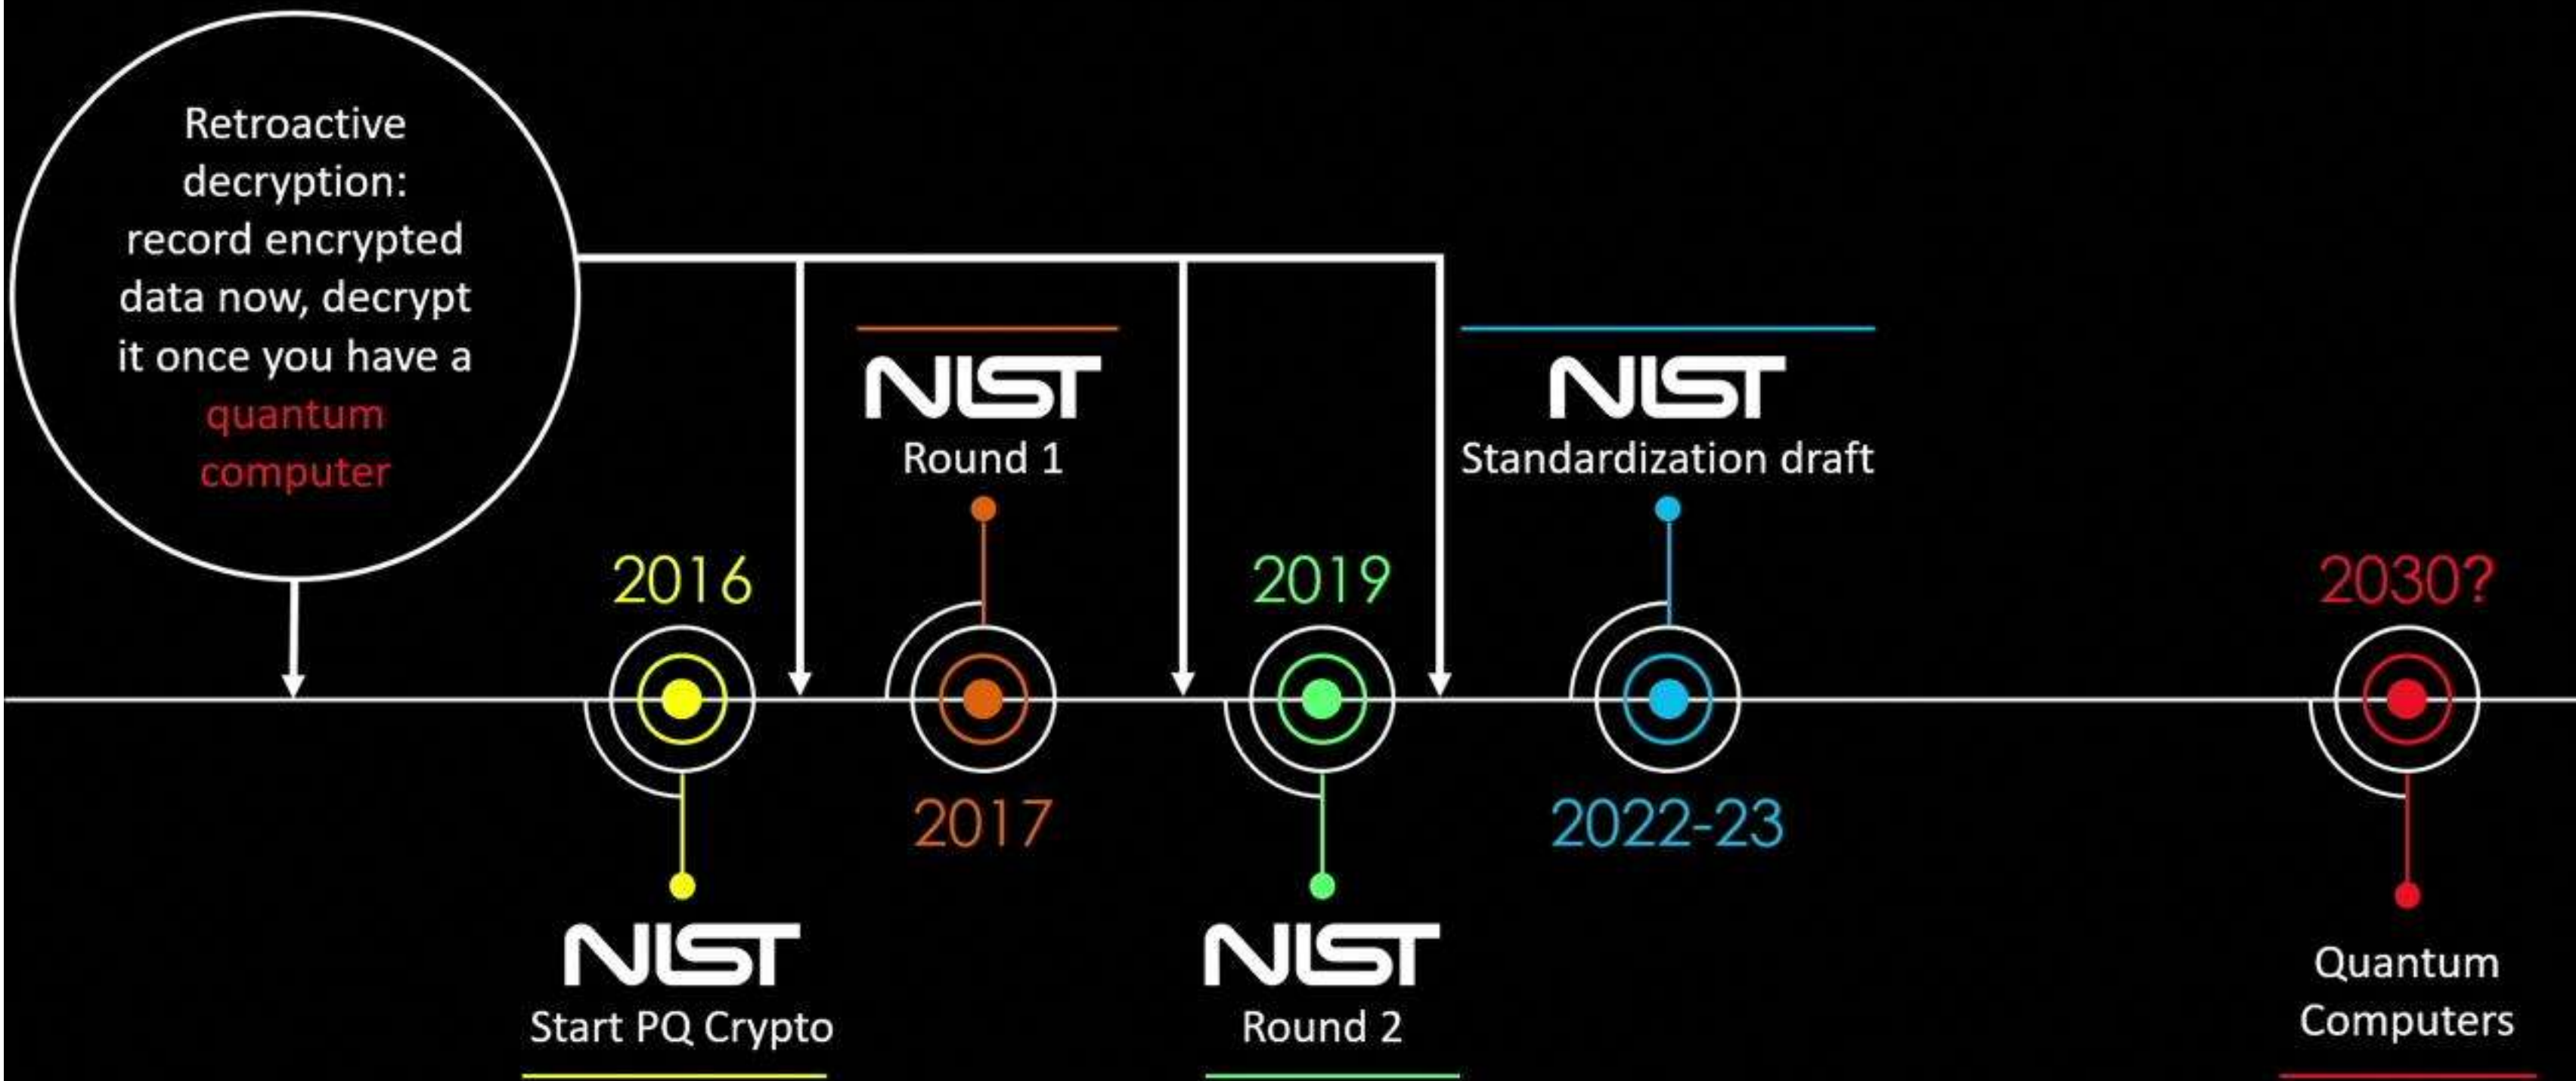 Retroactive
decryption:
record encrypted
data now, decrypt
it once you have a
quantum
computer
2016
NIST
Start PQ Crypto
NIST
Round 1
2017
2019
NIST
Round 2
NIST
Standardization draft
2022-23
2030?
Quantum
Computers